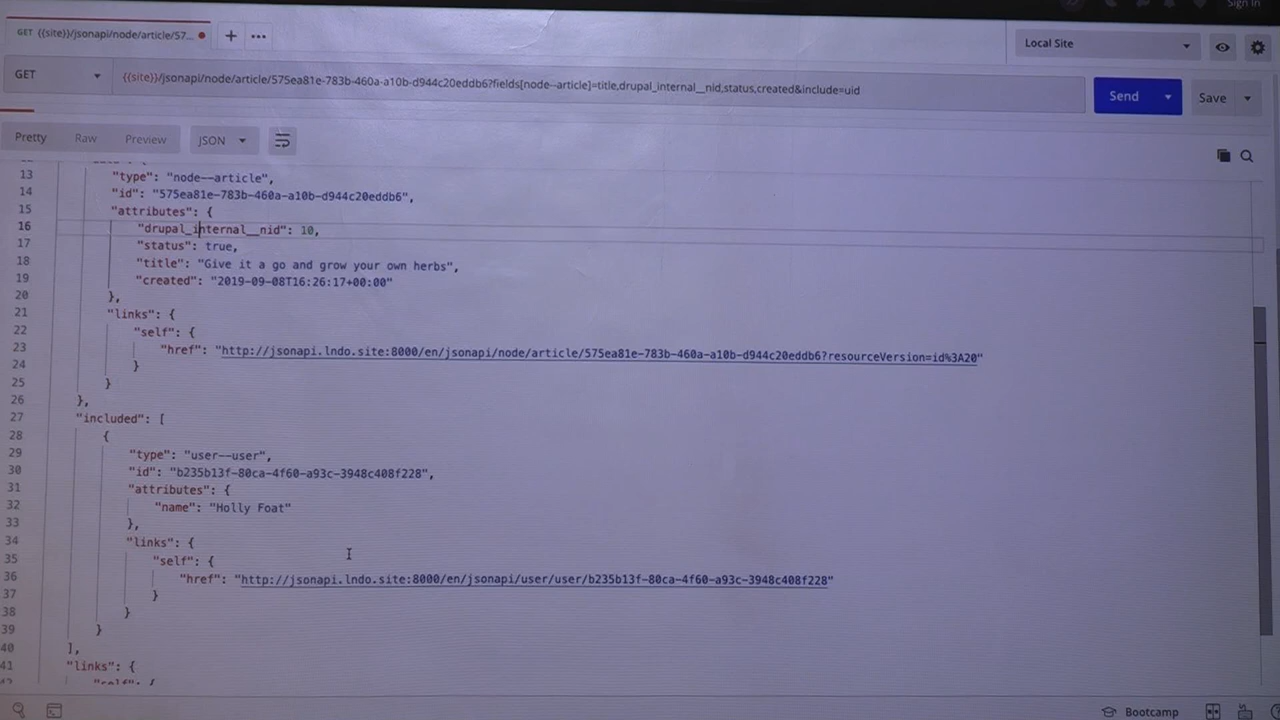 Sign in
GET {{site}}/jsonapi/node/article/57... + •••
Local Site
GET {{site}}/jsonapi/node/article/575ea81e-783b-460a-a10b-d944c20eddb6?fields[node--article]=title,drupal_internal__nid,status,created&include=uid
Send Save
Pretty Raw Preview JSON
13 "type": "node--article",
14 "id": "575ea81e-783b-460a-a10b-d944c20eddb6",
15 "attributes": {
16 "drupal_internal__nid": 10,
17 "status": true,
18 "title": "Give it a go and grow your own herbs",
19 "created": "2019-09-08T16:26:17+00:00"
20 },
21 "links": {
22 "self": {
23 "href": "http://jsonapi.lndo.site:8000/en/jsonapi/node/article/575ea81e-783b-460a-a10b-d944c20eddb6?resourceVersion=id%3A20"
24 }
25 }
26 },
27 "included": [
28 {
29 "type": "user--user",
30 "id": "b235b13f-80ca-4f60-a93c-3948c408f228",
31 "attributes": {
32 "name": "Holly Foat"
33 },
34 "links": {
35 "self": {
36 "href": "http://jsonapi.lndo.site:8000/en/jsonapi/user/user/b235b13f-80ca-4f60-a93c-3948c408f228"
37 }
38 }
39 }
40 ],
41 "links": {
Bootcamp